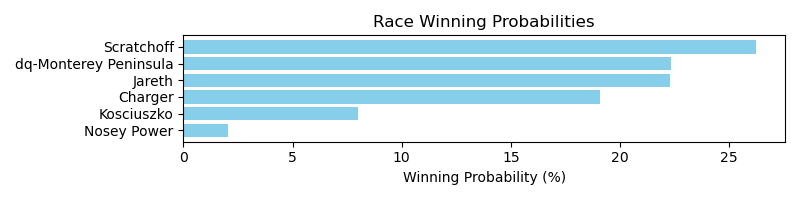 Race Winning Probabilities
Scratchoff
dq-Monterey Peninsula
Jareth
Charger
Kosciuszko
Nosey Power
0 5 10 15 20 25
Winning Probability (%)